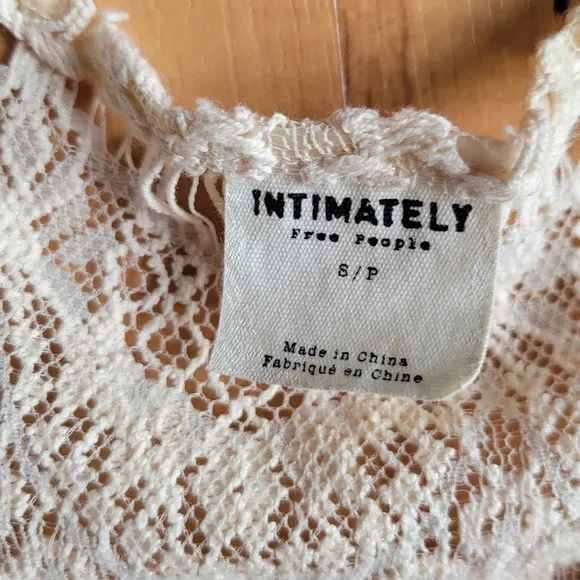 INTIMATELY
Free People
S/P
Made in China
Fabriqué en Chine